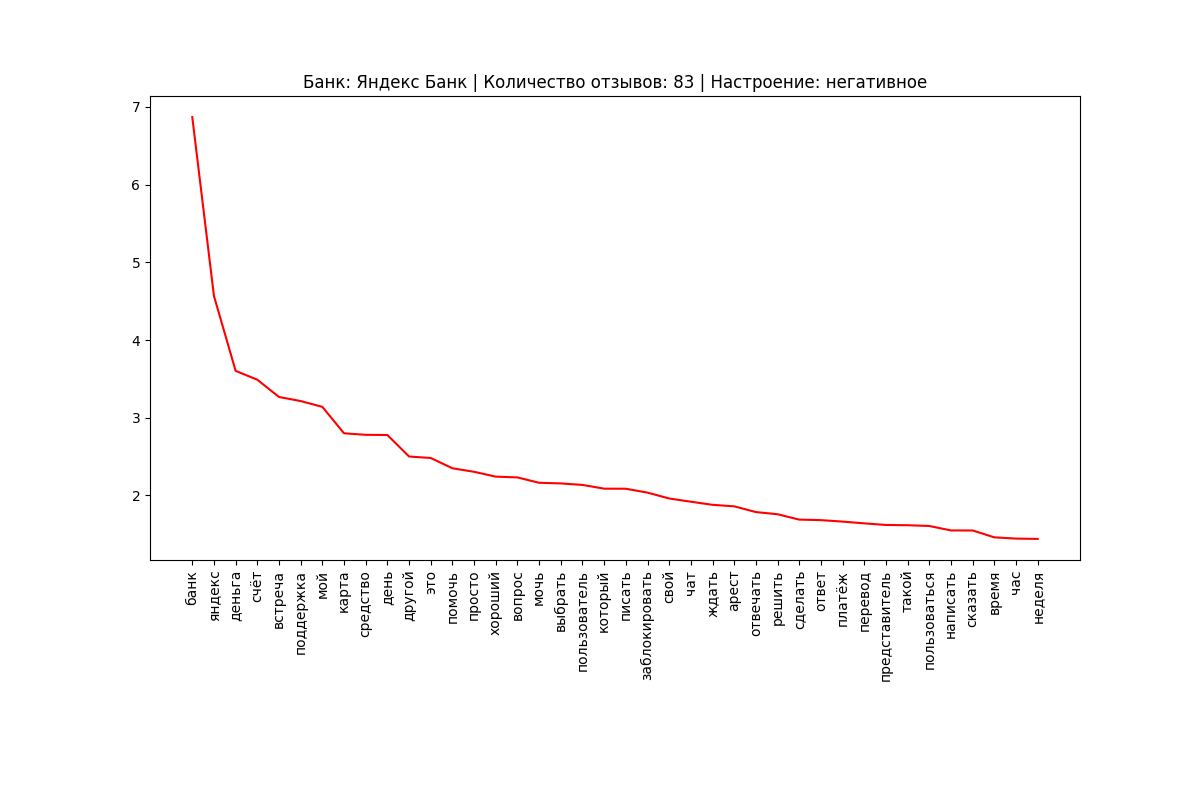 Банк: Яндекс Банк | Количество отзывов: 83 | Настроение: негативное
7
6
5
4
3
2
банк
яндекс
деньга
счёт
встреча
поддержка
мой
карта
средство
день
другой
это
помочь
просто
хороший
вопрос
мочь
выбрать
пользователь
который
писать
заблокировать
свой
чат
ждать
арест
отвечать
решить
сделать
ответ
платёж
перевод
представитель
такой
пользоваться
написать
сказать
время
час
неделя